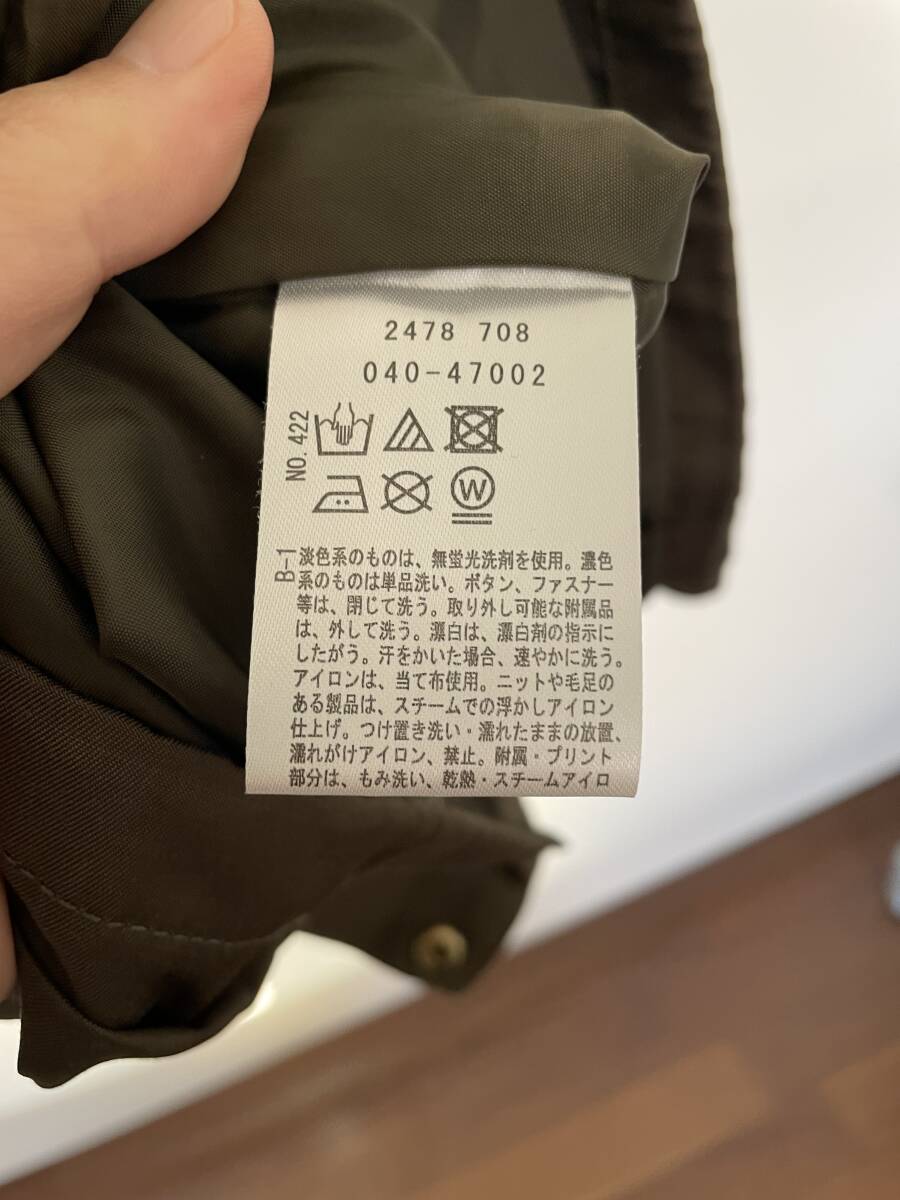 2478 708
040-47002
NO.422
W
B-1
淡色系のものは、無蛍光洗剤を使用。濃色
系のものは単品洗い。ボタン、ファスナー
等は、閉じて洗う。取り外し可能な附属品
は、外して洗う。漂白は、漂白剤の指示に
したがう。汗をかいた場合、速やかに洗う。
アイロンは、当て布使用。ニットや毛足の
ある製品は、スチームでの浮かしアイロン
仕上げ。つけ置き洗い・濡れたままの放置、
濡れがけアイロン、禁止。附属・プリント
部分は、もみ洗い、乾熱・スチームアイロ